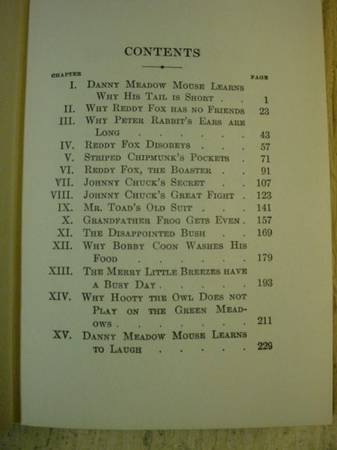 CONTENTS
CHAPTER PAGE
I. DANNY MEADOW MOUSE LEARNS
WHY HIS TAIL IS SHORT . . 1
II. WHY REDDY FOX HAS NO FRIENDS 23
III. WHY PETER RABBIT'S EARS ARE
LONG . . . . . . 43
IV. REDDY FOX DISOBEYS . . 57
V. STRIPED CHIPMUNK'S POCKETS . 71
VI. REDDY FOX, THE BOASTER . . 91
VII. JOHNNY CHUCK'S SECRET . . 107
VIII. JOHNNY CHUCK'S GREAT FIGHT . 123
IX. MR. TOAD'S OLD SUIT . . . 141
X. GRANDFATHER FROG GETS EVEN . 157
XI. THE DISAPPOINTED BUSH . . 169
XII. WHY BOBBY COON WASHES HIS
FOOD . . . . . . 179
XIII. THE MERRY LITTLE BREEZES HAVE
A BUSY DAY . . . . . 193
XIV. WHY HOOTY THE OWL DOES NOT
PLAY ON THE GREEN MEAD-
OWS . . . . . . 211
XV. DANNY MEADOW MOUSE LEARNS
TO LAUGH . . . . . 229